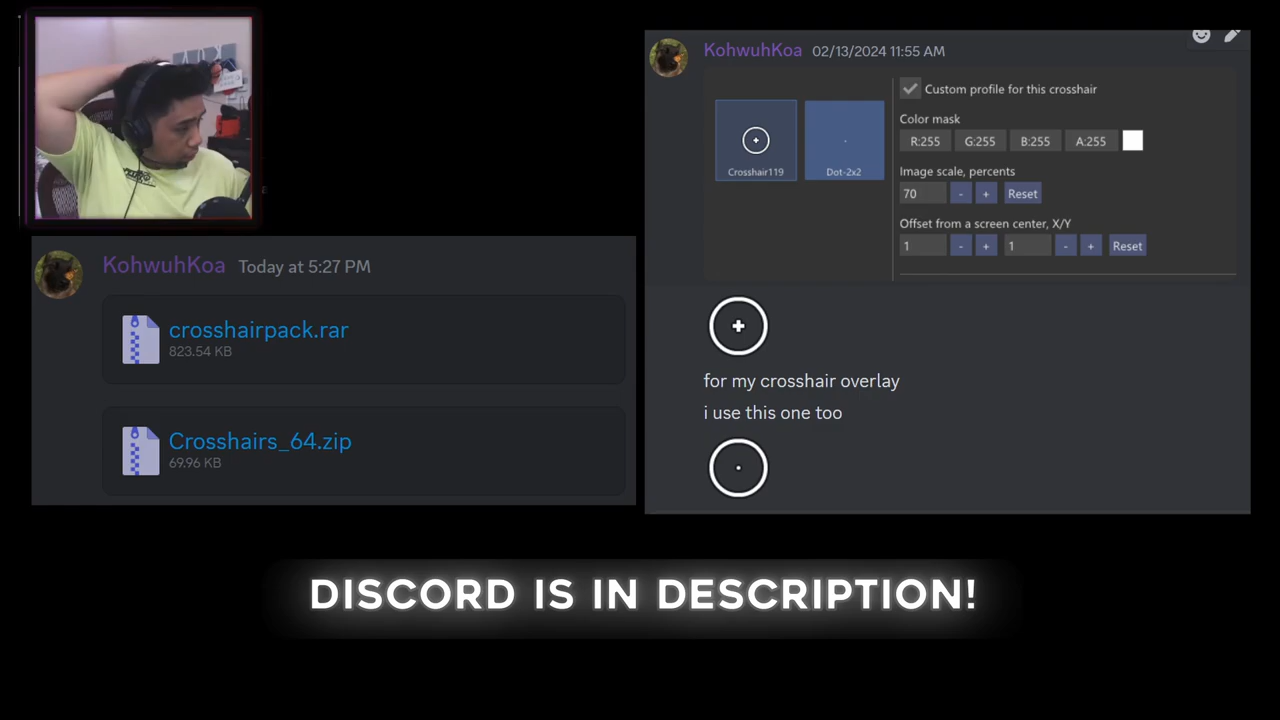 KohwuhKoa Today at 5:27 PM
crosshairpack.rar
823.54 KB
Crosshairs_64.zip
69.96 KB
KohwuhKoa 02/13/2024 11:55 AM
Crosshair119
Dot-2x2
Custom profile for this crosshair
Color mask
R:255 G:255 B:255 A:255
Image scale, percents
70 - + Reset
Offset from a screen center, X/Y
1 - + 1 - + Reset
for my crosshair overlay
i use this one too
DISCORD IS IN DESCRIPTION!